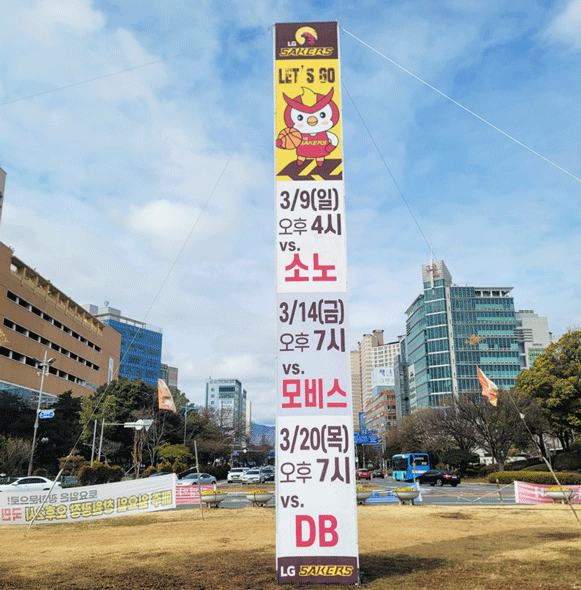 LG
SAKERS
LET'S GO
SAKERS
3/9(일)
오후 4시
vs.
소노
3/14(금)
오후 7시
vs.
모비스
3/20(목)
오후 7시
vs.
DB
LG SAKERS